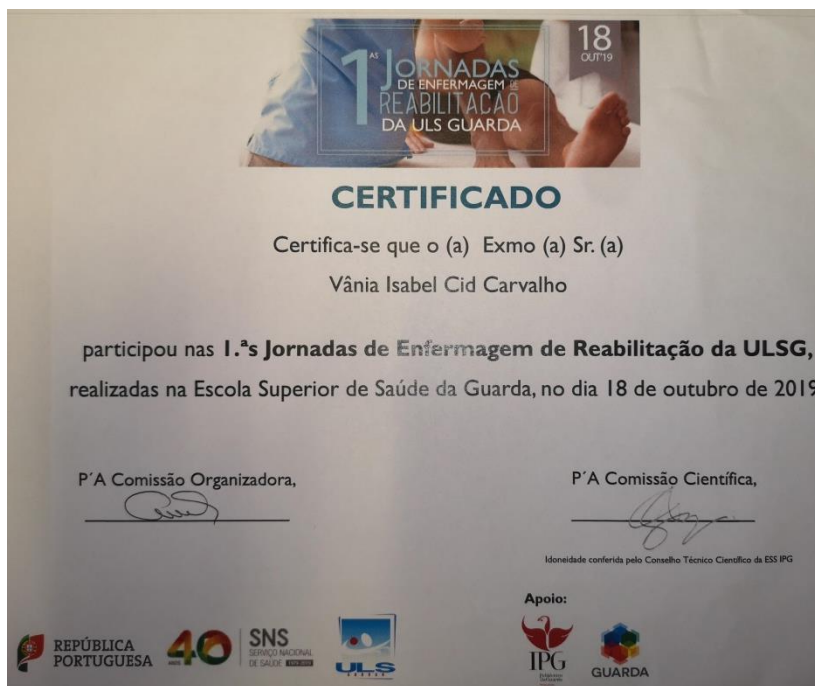 1
AS
JORNADAS
DE ENFERMAGEM DE
REABILITAÇÃO
DA ULS GUARDA
18
OUT'19
CERTIFICADO
Certifica-se que o (a) Exmo (a) Sr. (a)
Vânia Isabel Cid Carvalho
participou nas 1.ªs Jornadas de Enfermagem de Reabilitação da ULSG,
realizadas na Escola Superior de Saúde da Guarda, no dia 18 de outubro de 2019
P´A Comissão Organizadora,
P´A Comissão Científica,
Idoneidade conferida pelo Conselho Técnico Científico da ESS IPG
Apoio:
REPÚBLICA
PORTUGUESA
40
ANOS
SNS
SERVIÇO NACIONAL
DE SAÚDE
ULS
GUARDA
IPG
GUARDA